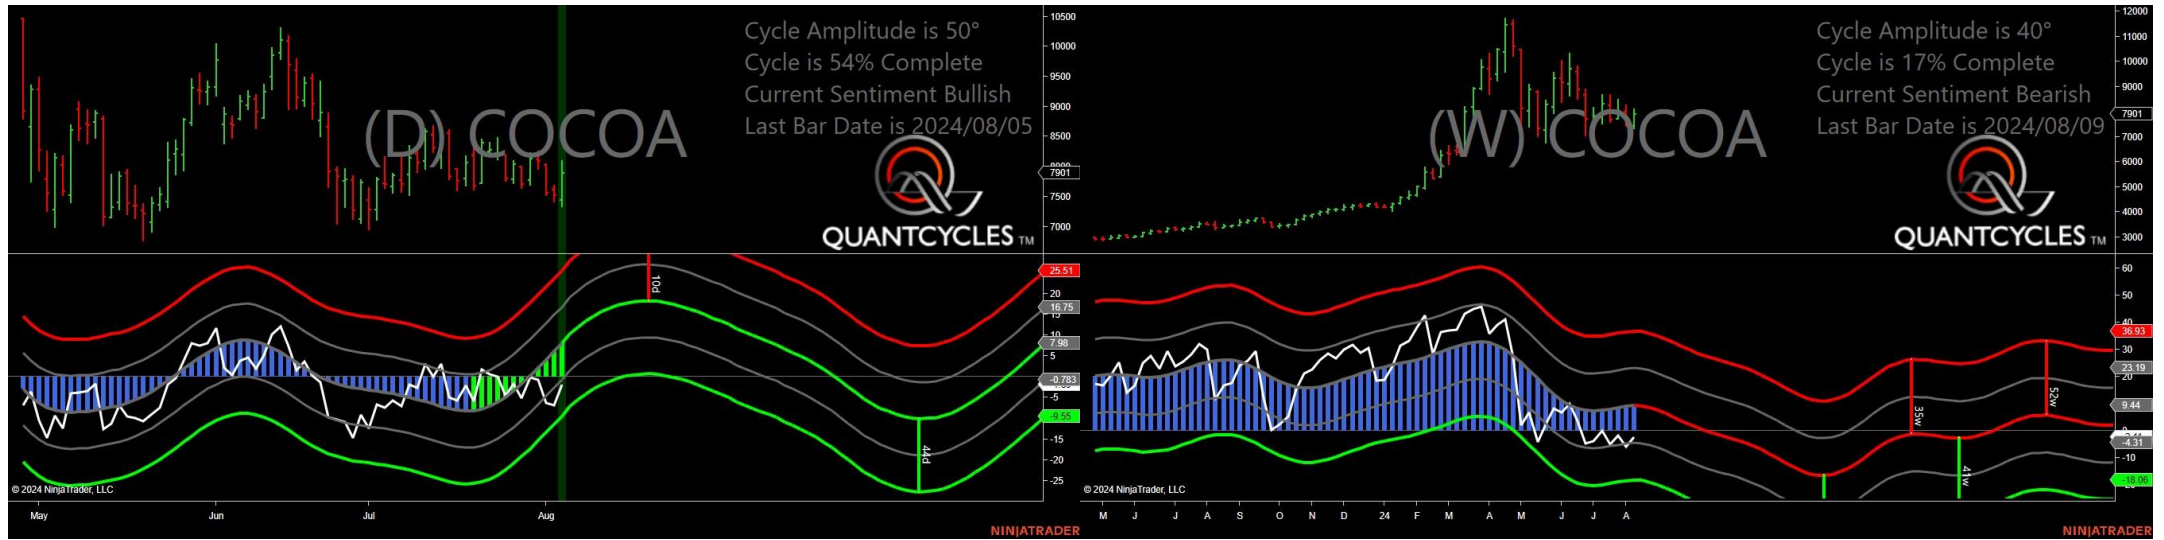 (D) COCOA
Cycle Amplitude is 50°
Cycle is 54% Complete
Current Sentiment Bullish
Last Bar Date is 2024/08/05
QUANTCYCLES TM
10500
10000
9500
9000
8500
7901
7500
7000
25.51
20
16.75
15
10
7.98
5
-0.783
-5
-9.55
-15
-20
-25
10d
44d
© 2024 NinjaTrader, LLC
May Jun Jul Aug
NINJATRADER
(W) COCOA
Cycle Amplitude is 40°
Cycle is 17% Complete
Current Sentiment Bearish
Last Bar Date is 2024/08/09
QUANTCYCLES TM
12000
11000
10000
9000
7901
7000
6000
5000
4000
3000
60
50
40
36.93
30
23.19
20
9.44
0
-4.31
-10
-18.06
35w
52w
41w
© 2024 NinjaTrader, LLC
M J J A S O N D 24 F M A M J J A
NINJATRADER